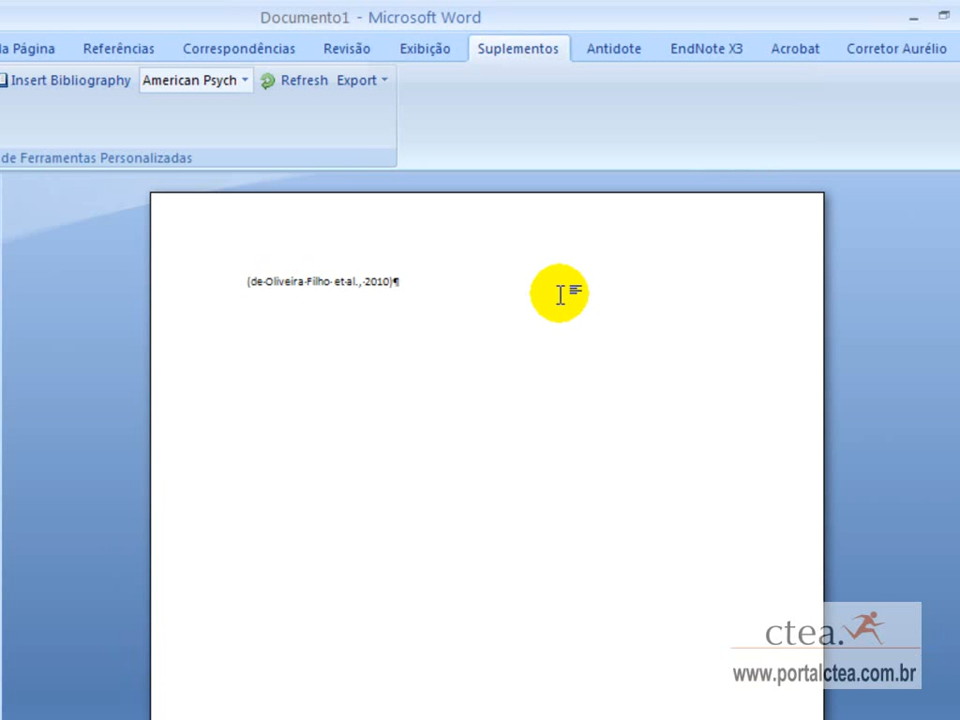 Documento1 - Microsoft Word
la Página Referências Correspondências Revisão Exibição Suplementos Antidote EndNote X3 Acrobat Corretor Aurélio
Insert Bibliography American Psych Refresh Export
de Ferramentas Personalizadas
(de·Oliveira·Filho·et·al.,·2010)¶
ctea.
www.portalctea.com.br